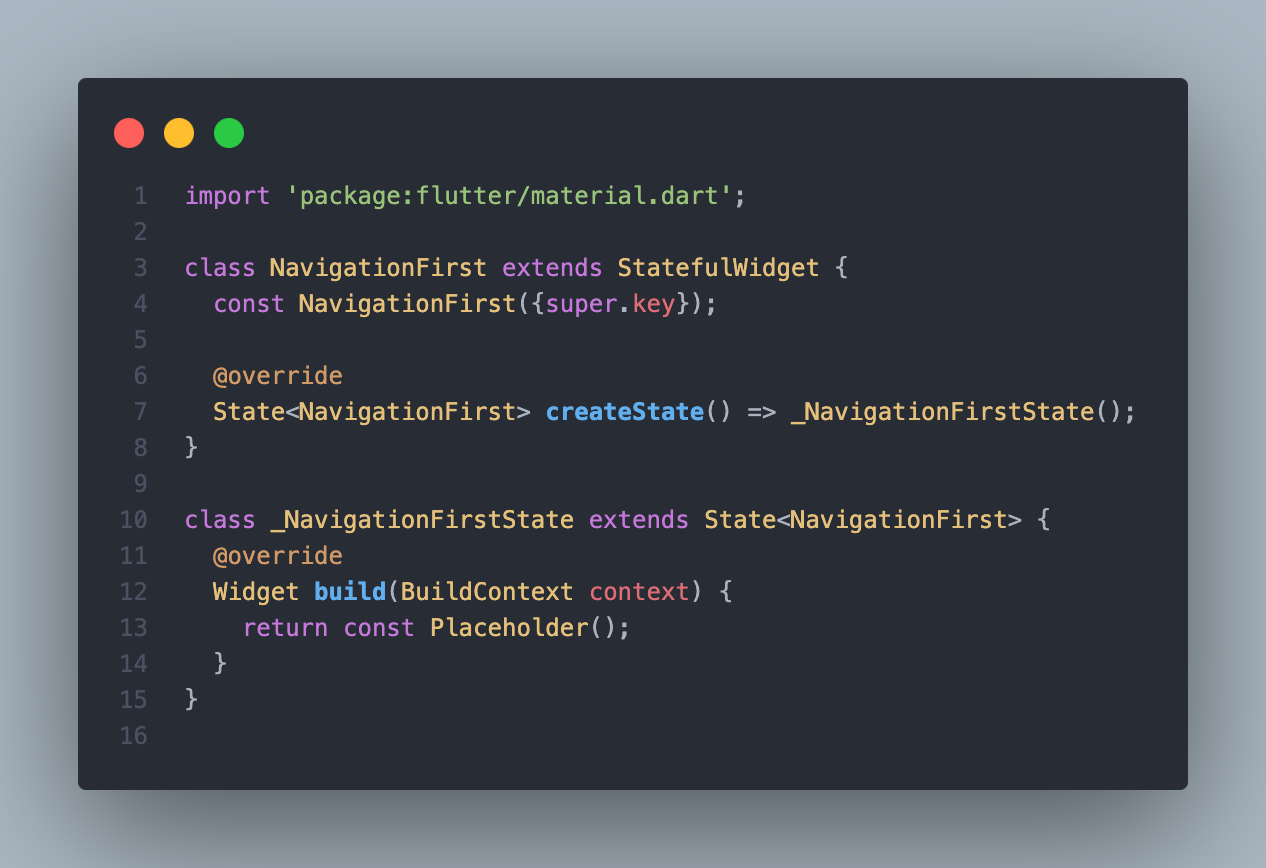 1 import 'package:flutter/material.dart';
2
3 class NavigationFirst extends StatefulWidget {
4   const NavigationFirst({super.key});
5
6   @override
7   State<NavigationFirst> createState() => _NavigationFirstState();
8 }
9
10 class _NavigationFirstState extends State<NavigationFirst> {
11   @override
12   Widget build(BuildContext context) {
13     return const Placeholder();
14   }
15 }
16